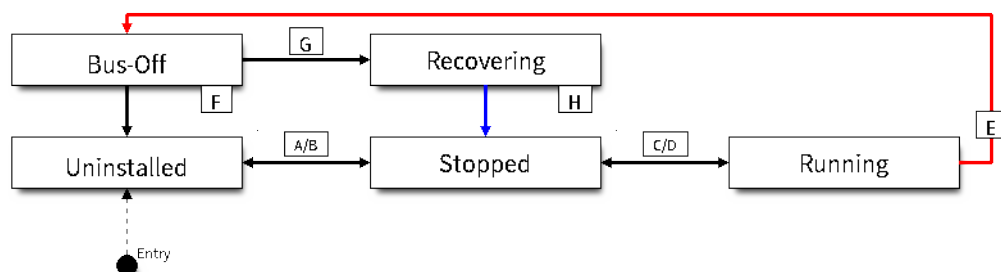 G
Bus-Off
Recovering
F
H
E
A/B
C/D
Uninstalled
Stopped
Running
Entry